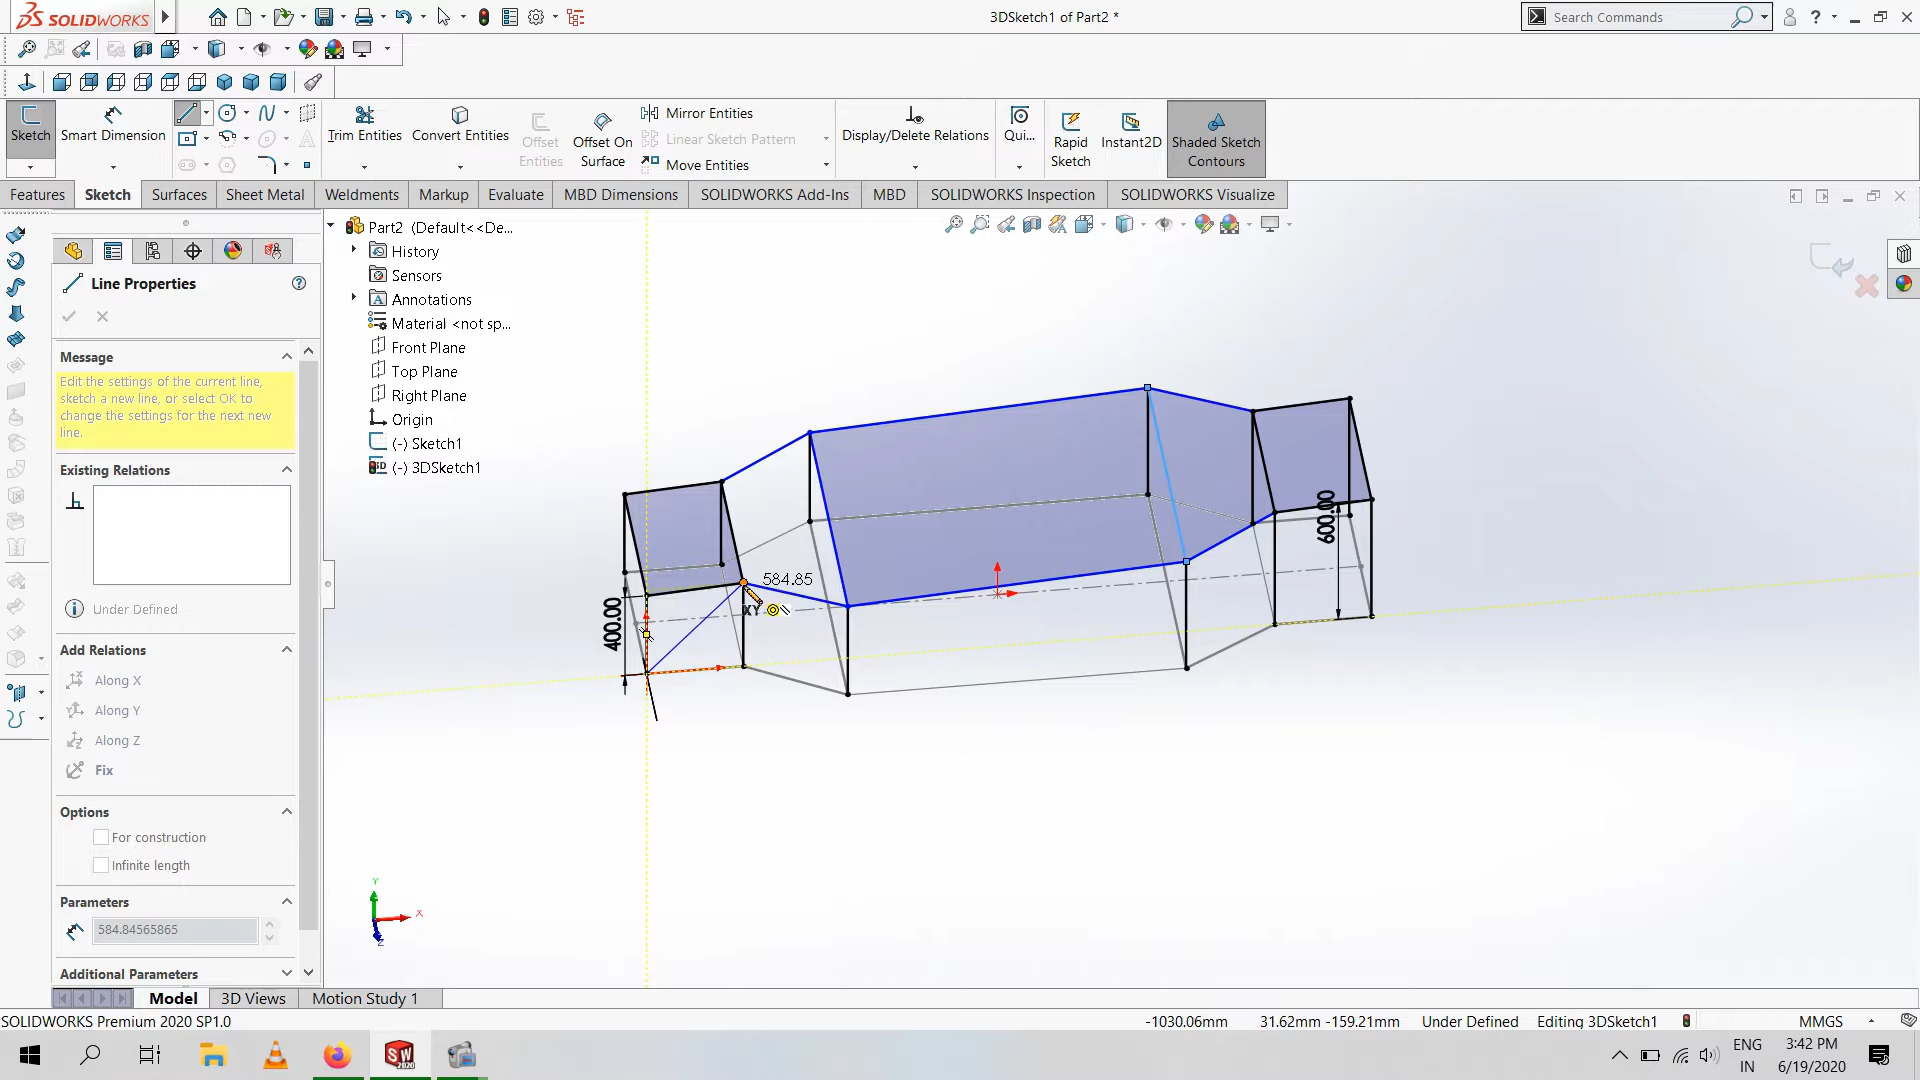 SOLIDWORKS
3DSketch1 of Part2 *
Search Commands
Sketch
Smart Dimension
Trim Entities
Convert Entities
Offset Entities
Offset On Surface
Mirror Entities
Linear Sketch Pattern
Move Entities
Display/Delete Relations
Qui...
Rapid Sketch
Instant2D
Shaded Sketch Contours
Features
Sketch
Surfaces
Sheet Metal
Weldments
Markup
Evaluate
MBD Dimensions
SOLIDWORKS Add-Ins
MBD
SOLIDWORKS Inspection
SOLIDWORKS Visualize
Line Properties
Message
Edit the settings of the current line,
sketch a new line, or select OK to
change the settings for the next new
line.
Existing Relations
Under Defined
Add Relations
Along X
Along Y
Along Z
Fix
Options
For construction
Infinite length
Parameters
584.84565865
Additional Parameters
Part2 (Default<<De...
History
Sensors
Annotations
Material <not sp...
Front Plane
Top Plane
Right Plane
Origin
(-) Sketch1
(-) 3DSketch1
584.85
XY
400.00
600.00
Y
X
Z
Model
3D Views
Motion Study 1
SOLIDWORKS Premium 2020 SP1.0
-1030.06mm
31.62mm -159.21mm
Under Defined
Editing 3DSketch1
MMGS
SW
2020
ENG
IN
3:42 PM
6/19/2020